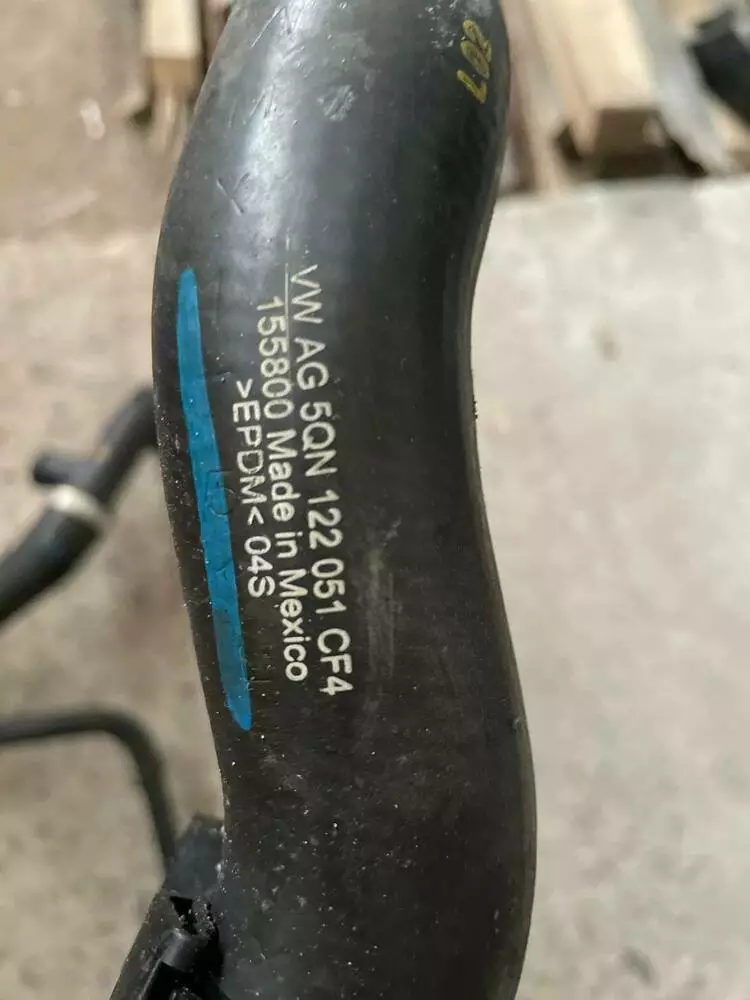 VW AG 5QN 122 051 CF4
155800 Made in Mexico
>EPDM< 04S